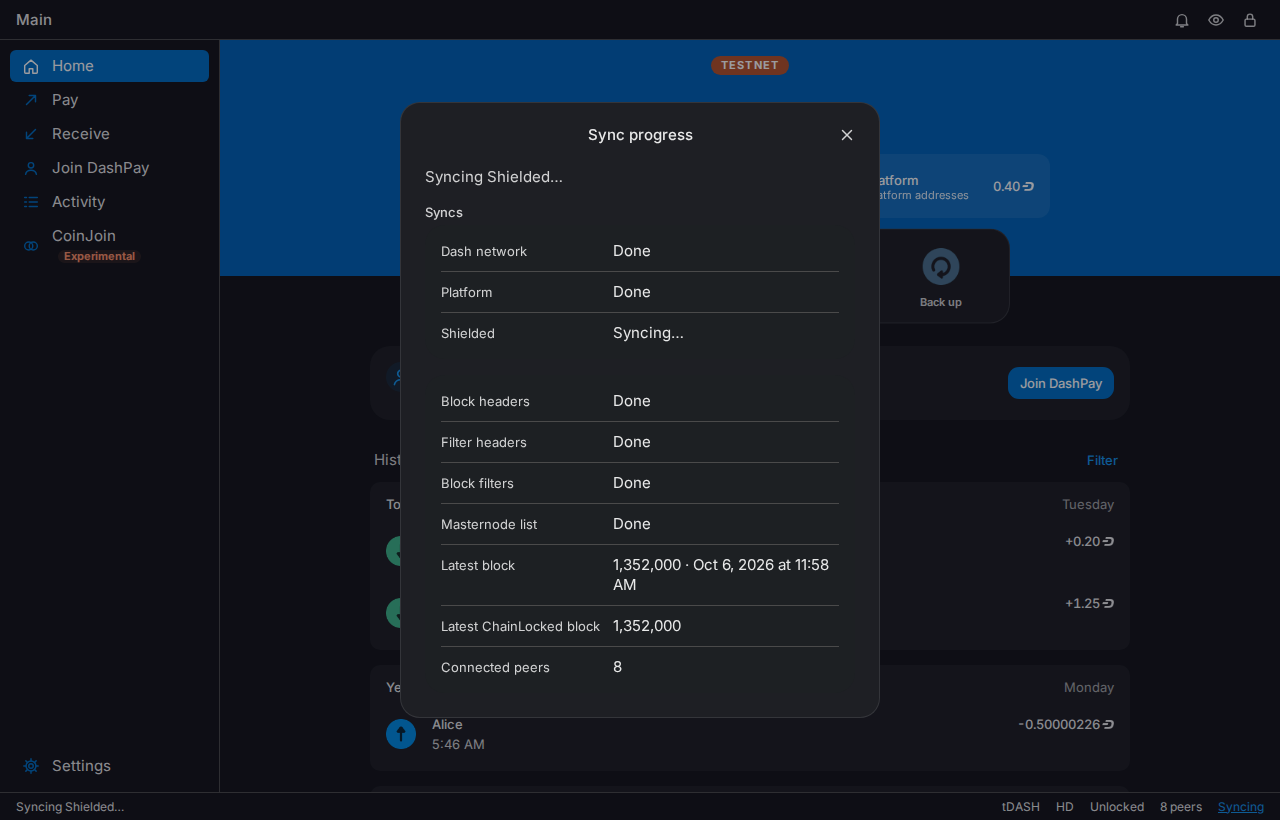 Main
Home
Pay
Receive
Join DashPay
Activity
CoinJoin
Experimental
Settings
TESTNET
0.40
addresses
Back up
Join DashPay
Filter
Tuesday
+0.20
+1.25
Monday
Alice
5:46 AM
-0.50000226
Sync progress
Syncing Shielded...
Syncs
Dash network Done
Platform Done
Shielded Syncing...
Block headers Done
Filter headers Done
Block filters Done
Masternode list Done
Latest block 1,352,000 · Oct 6, 2026 at 11:58
AM
Latest ChainLocked block 1,352,000
Connected peers 8
Syncing Shielded...
tDASH HD Unlocked 8 peers Syncing